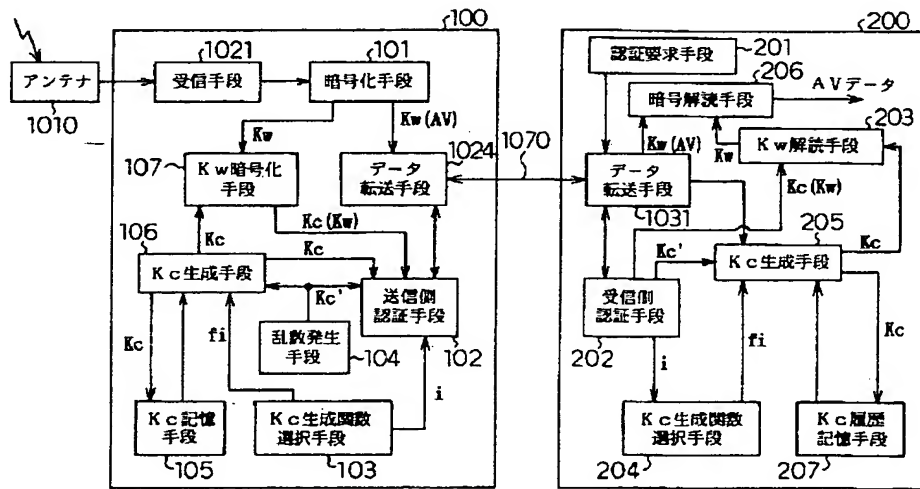 100
200
1021
101
201
206
アンテナ
受信手段
暗号化手段
認証要求手段
暗号解読手段
AVデータ
1010
203
Kw
Kw(AV)
1024
1070
Kw(AV)
Kw
Kw解読手段
107
Kw暗号化
手段
データ
転送手段
データ
転送手段
Kc(Kw)
1031
Kc(Kw)
106
Kc
Kc
205
Kc
Kc生成手段
Kc'
送信側
認証手段
受信側
認証手段
Kc'
Kc生成手段
Kc
fi
乱数発生
手段
104
102
202
i
fi
Kc
i
Kc記憶
手段
Kc生成関数
選択手段
Kc生成関数
選択手段
Kc履歴
記憶手段
105
103
204
207